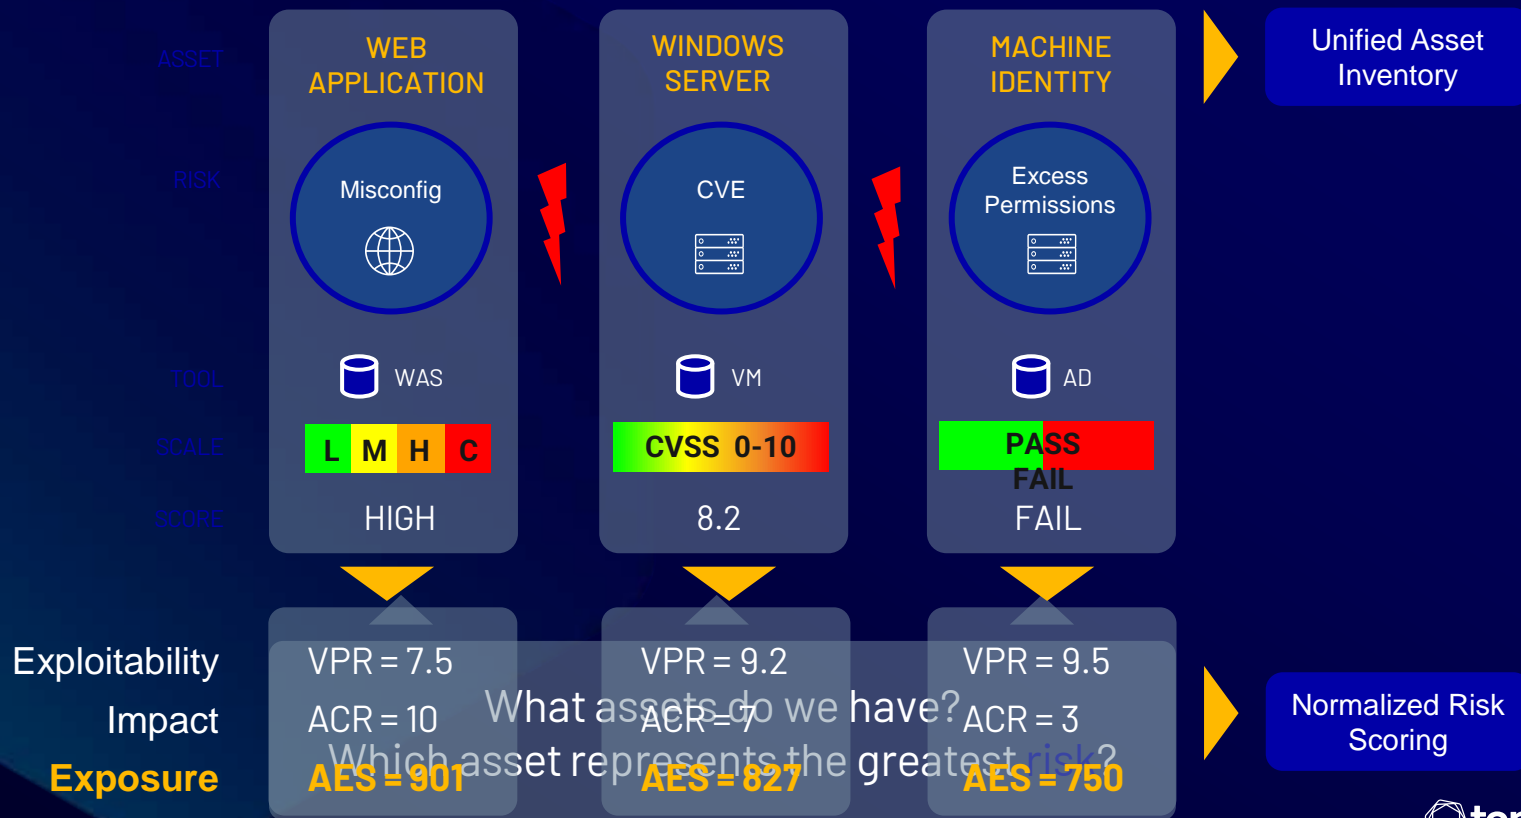 ASSET
WEB
APPLICATION
WINDOWS
SERVER
MACHINE
IDENTITY
Unified Asset
Inventory
RISK
Misconfig
CVE
Excess
Permissions
TOOL
WAS
VM
AD
SCALE
L M H C
CVSS 0-10
PASS
FAIL
SCORE
HIGH
8.2
FAIL
Exploitability
VPR = 7.5
VPR = 9.2
VPR = 9.5
Impact
ACR = 10
ACR = 7
ACR = 3
What assets do we have?
Which asset represents the greatest risk?
Exposure
AES = 901
AES = 827
AES = 750
Normalized Risk
Scoring